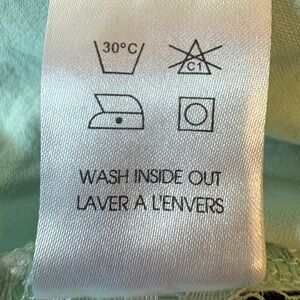 30°C
C1
WASH INSIDE OUT
LAVER A L'ENVERS